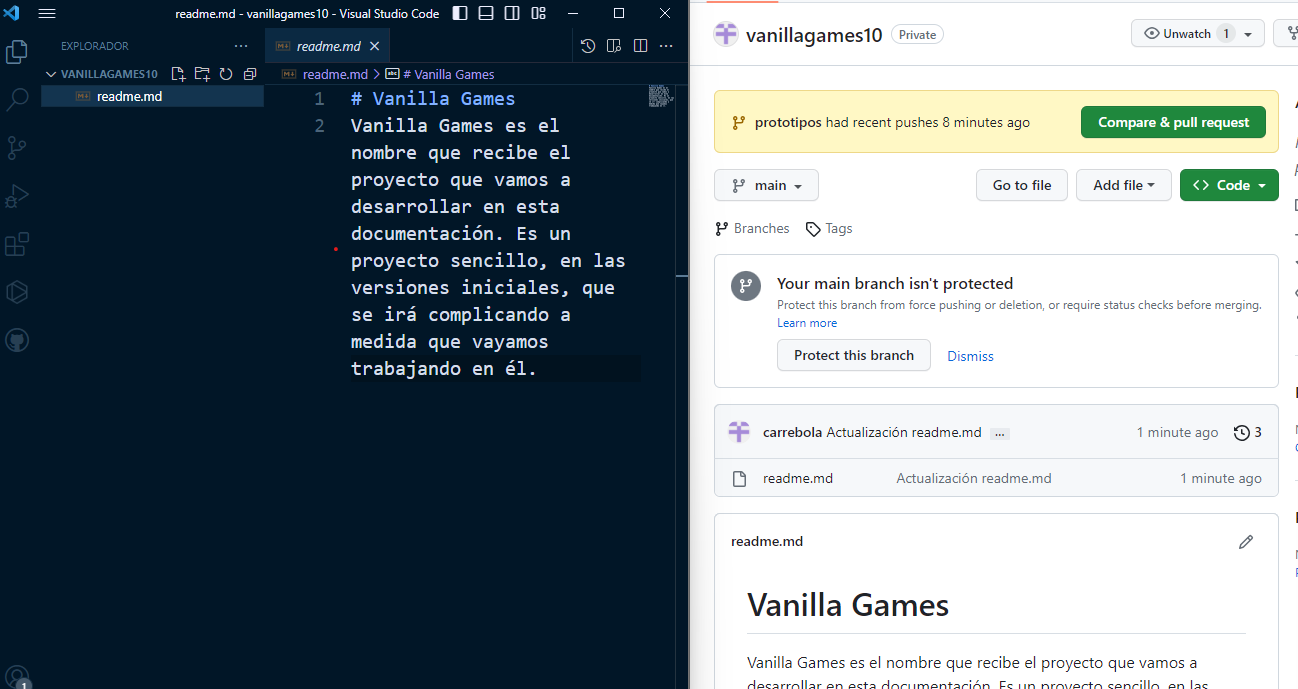 readme.md - vanillagames10 - Visual Studio Code
EXPLORADOR
readme.md
VANILLAGAMES10
readme.md > # Vanilla Games
readme.md
1 # Vanilla Games
2 Vanilla Games es el
nombre que recibe el
proyecto que vamos a
desarrollar en esta
documentación. Es un
proyecto sencillo, en las
versiones iniciales, que
se irá complicando a
medida que vayamos
trabajando en él.
1
vanillagames10 Private
Unwatch 1
prototipos had recent pushes 8 minutes ago
Compare & pull request
main
Go to file
Add file
<> Code
Branches
Tags
Your main branch isn't protected
Protect this branch from force pushing or deletion, or require status checks before merging.
Learn more
Protect this branch
Dismiss
carrebola Actualización readme.md ...
1 minute ago
3
readme.md
Actualización readme.md
1 minute ago
readme.md
Vanilla Games
Vanilla Games es el nombre que recibe el proyecto que vamos a
desarrollar en esta documentación. Es un proyecto sencillo, en las